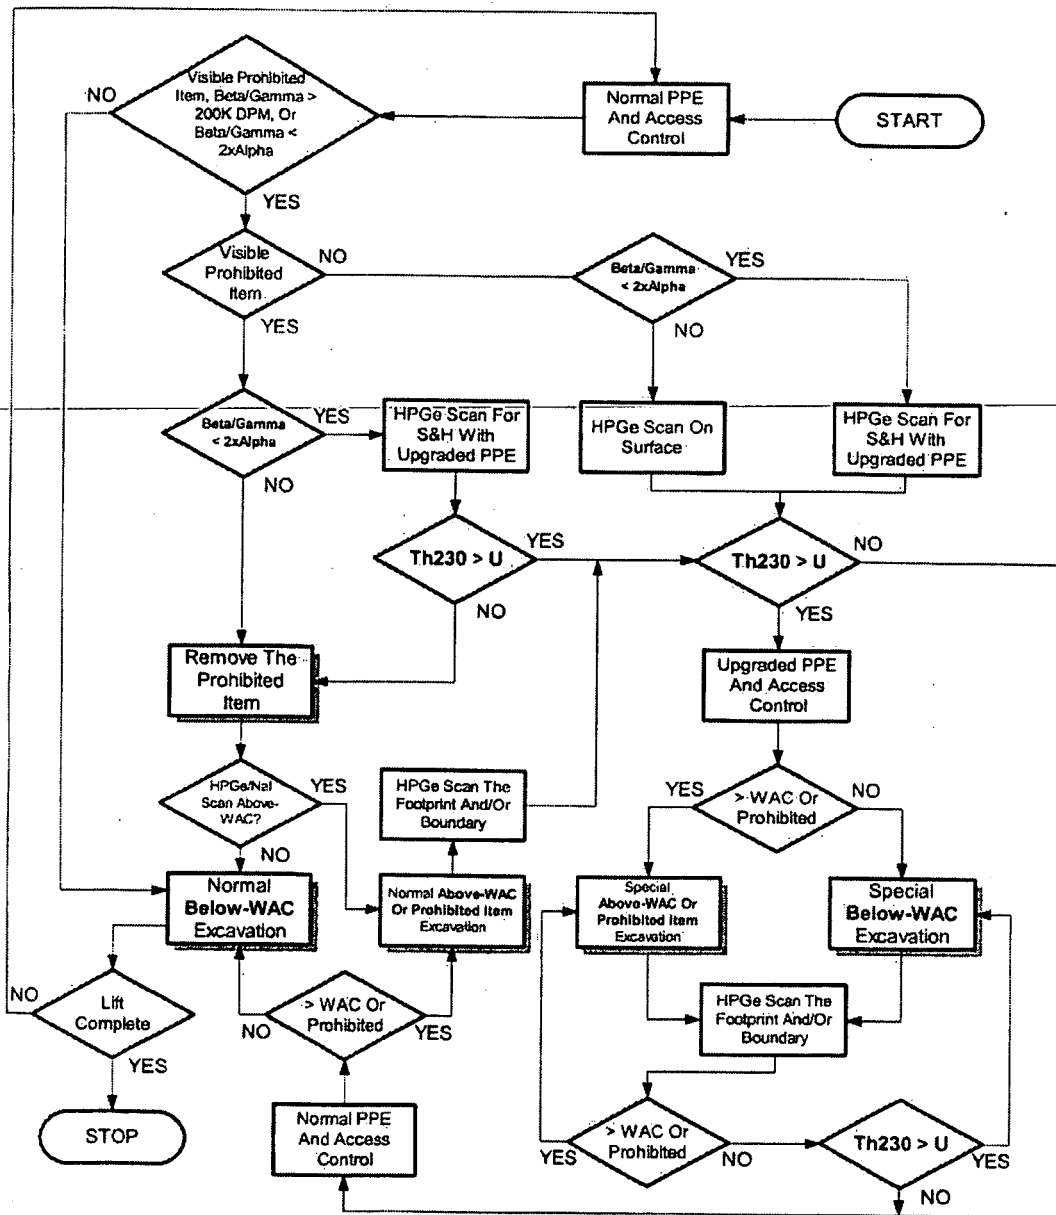 Visible Prohibited
Item, Beta/Gamma >
200K DPM, Or
Beta/Gamma <
2xAlpha
NO
YES
Normal PPE
And Access
Control
START
Visible
Prohibited
Item
NO
YES
Beta/Gamma
< 2xAlpha
YES
NO
Beta/Gamma
< 2xAlpha
YES
NO
HPGe Scan For
S&H With
Upgraded PPE
HPGe Scan On
Surface
HPGe Scan For
S&H With
Upgraded PPE
Th230 > U
YES
NO
Th230 > U
NO
YES
Remove The
Prohibited
Item
Upgraded PPE
And Access
Control
HPGe/NaI
Scan Above-
WAC?
YES
NO
HPGe Scan The
Footprint And/Or
Boundary
> WAC Or
Prohibited
YES
NO
Normal
Below-WAC
Excavation
Normal Above-WAC
Or Prohibited Item
Excavation
Special
Above-WAC Or
Prohibited Item
Excavation
Special
Below-WAC
Excavation
NO
Lift
Complete
YES
> WAC Or
Prohibited
NO
YES
HPGe Scan The
Footprint And/Or
Boundary
STOP
Normal PPE
And Access
Control
> WAC Or
Prohibited
YES
NO
Th230 > U
YES
NO